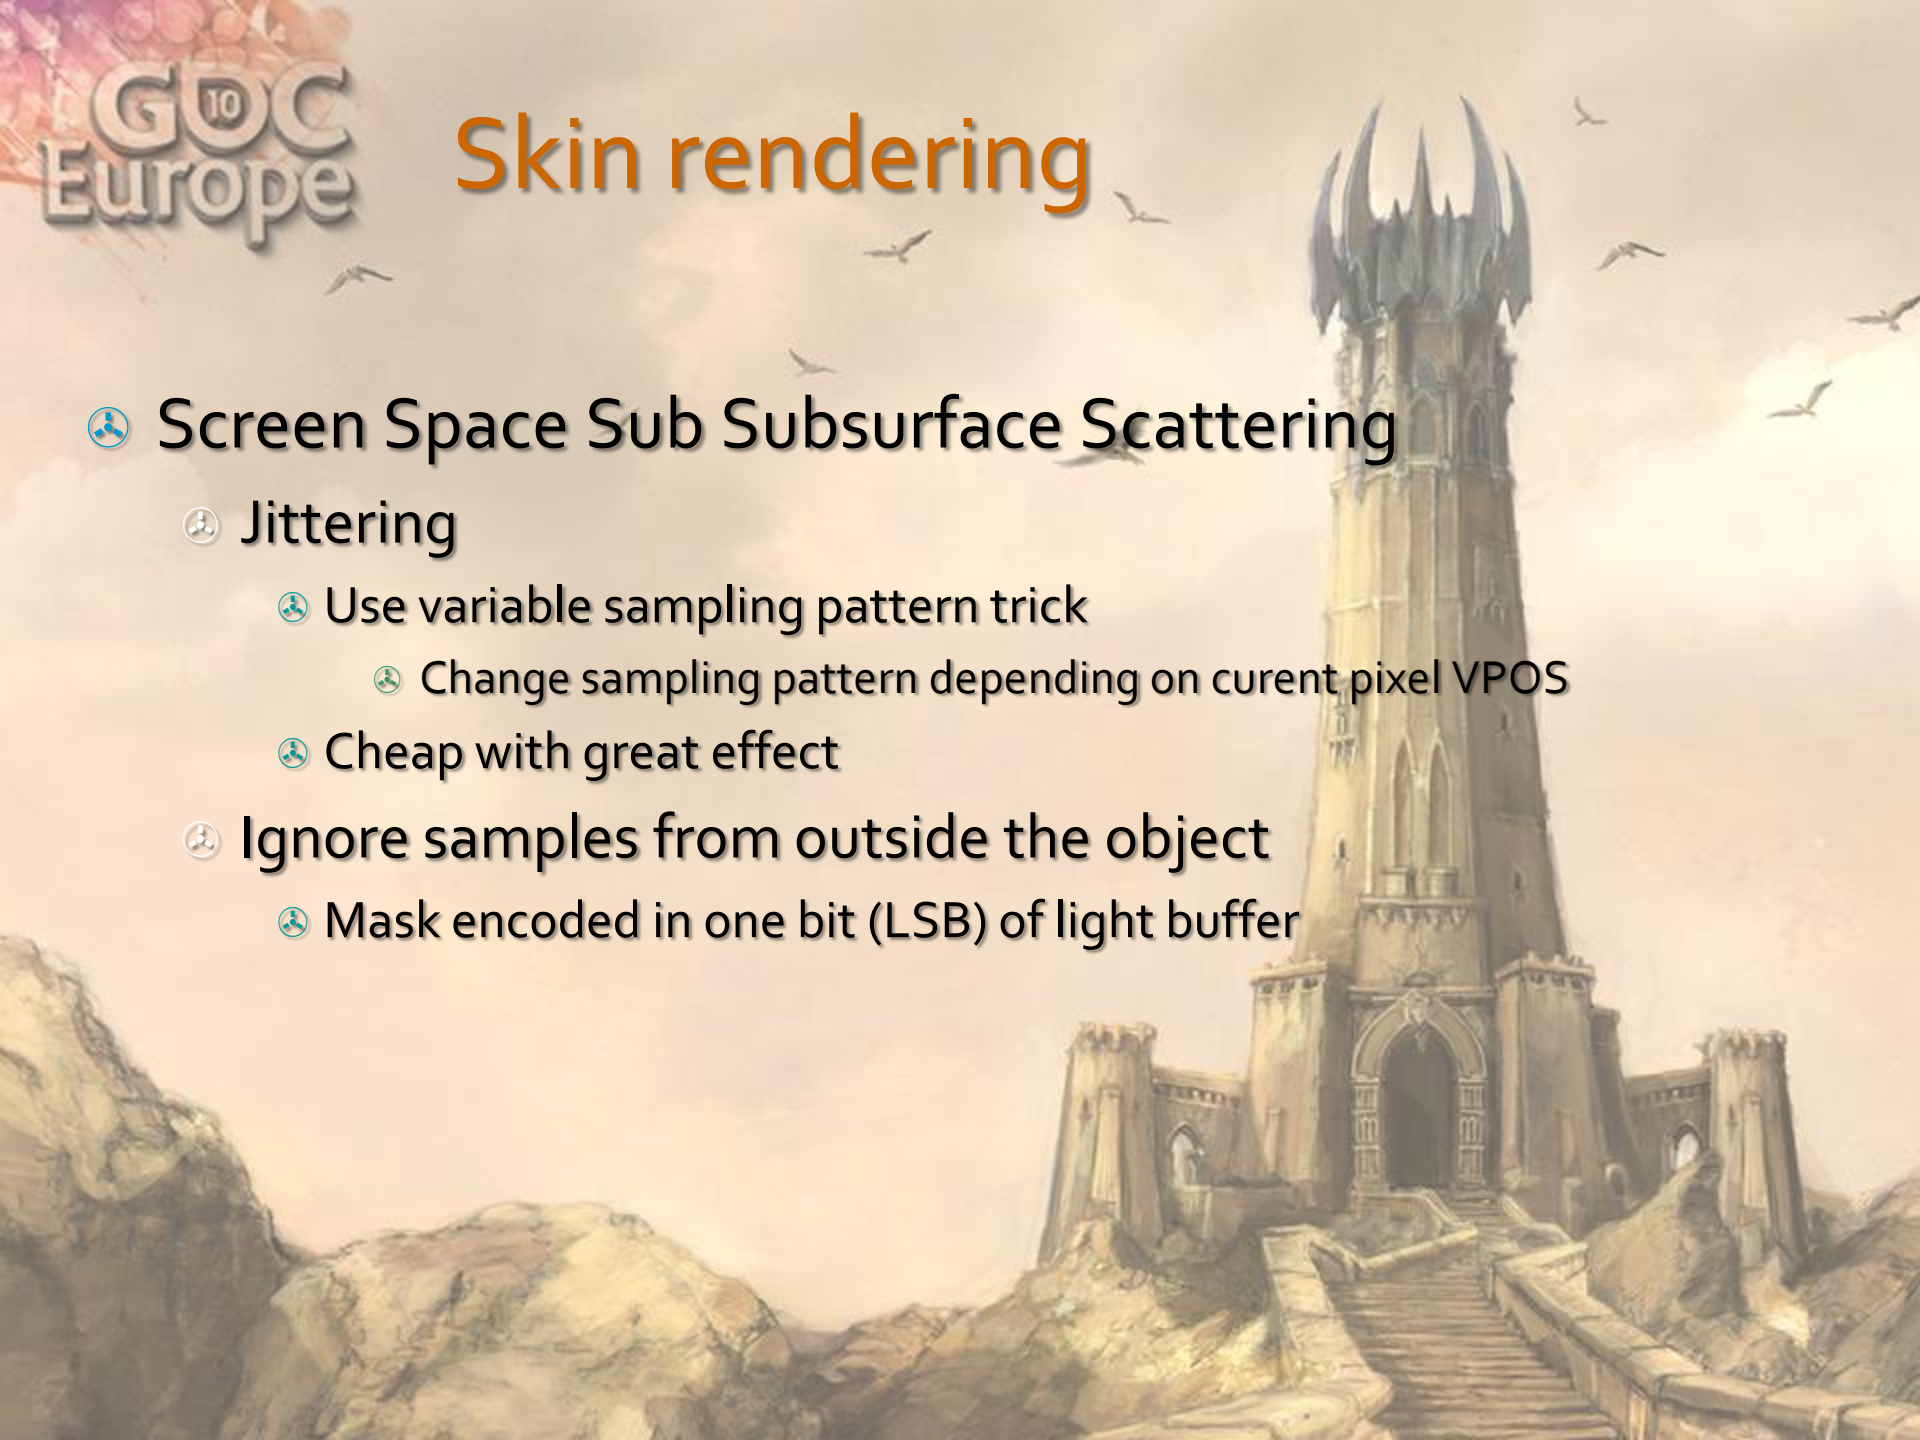 GDC 10
Europe
Skin rendering
Screen Space Sub Subsurface Scattering
Jittering
Use variable sampling pattern trick
Change sampling pattern depending on curent pixel VPOS
Cheap with great effect
Ignore samples from outside the object
Mask encoded in one bit (LSB) of light buffer